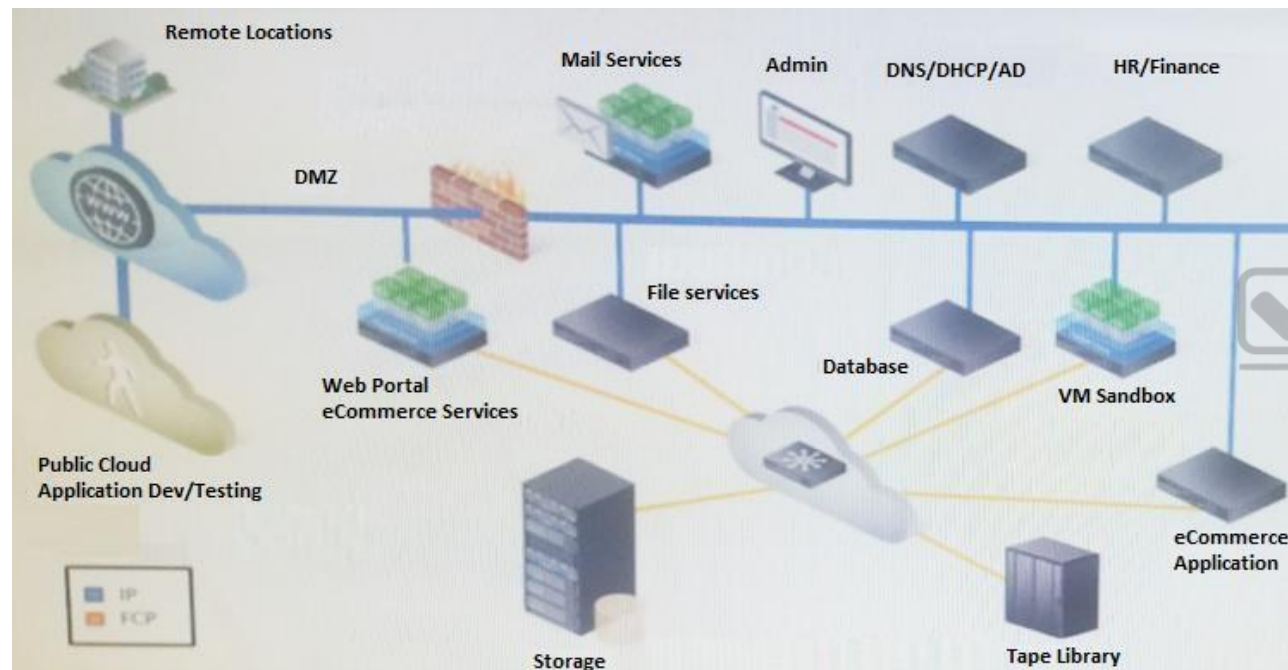 Remote Locations
Mail Services
Admin
DNS/DHCP/AD
HR/Finance
DMZ
WWW
File services
Database
Web Portal
eCommerce Services
VM Sandbox
Public Cloud
Application Dev/Testing
eCommerce
Application
IP
FCP
Storage
Tape Library